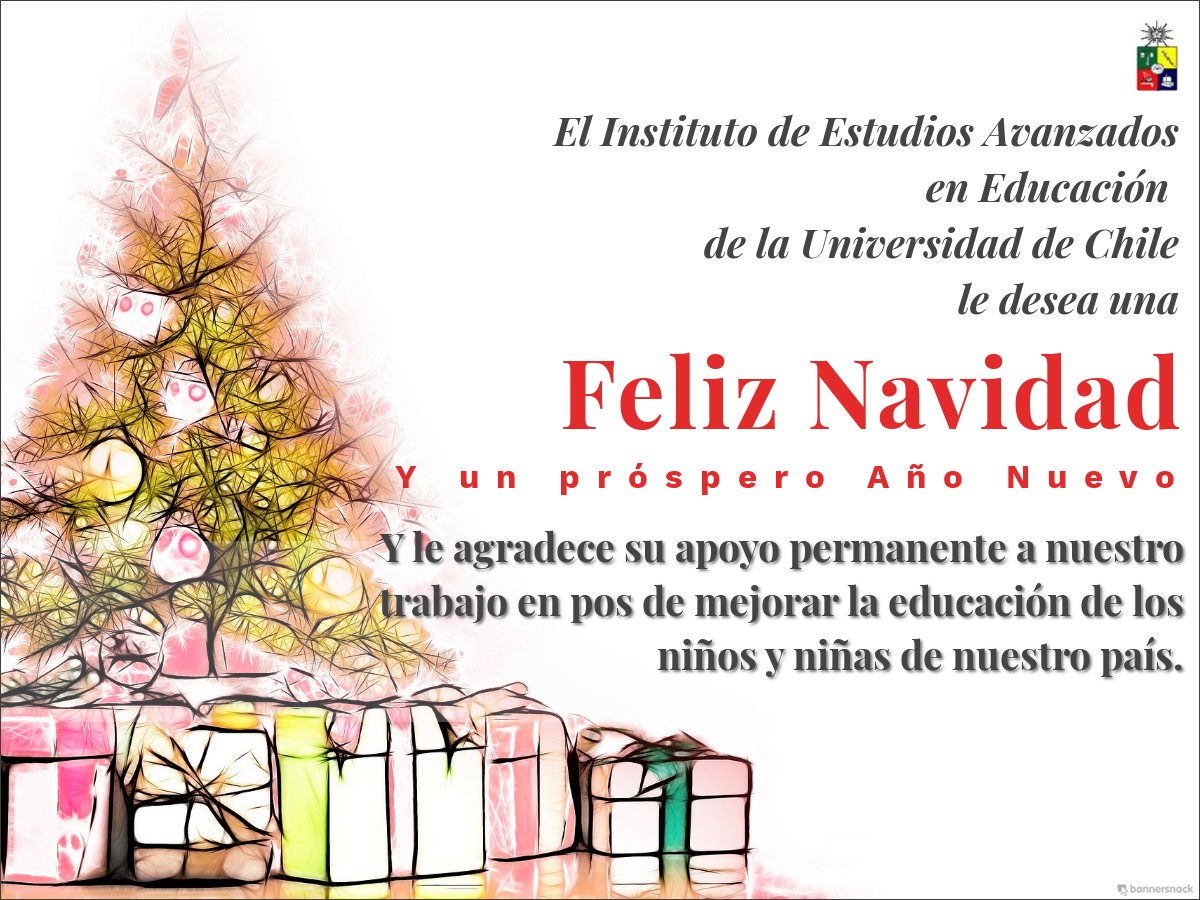 El Instituto de Estudios Avanzados
en Educación
de la Universidad de Chile
le desea una
Feliz Navidad
Y un próspero Año Nuevo
Y le agradece su apoyo permanente a nuestro
trabajo en pos de mejorar la educación de los
niños y niñas de nuestro país.
bannersnack